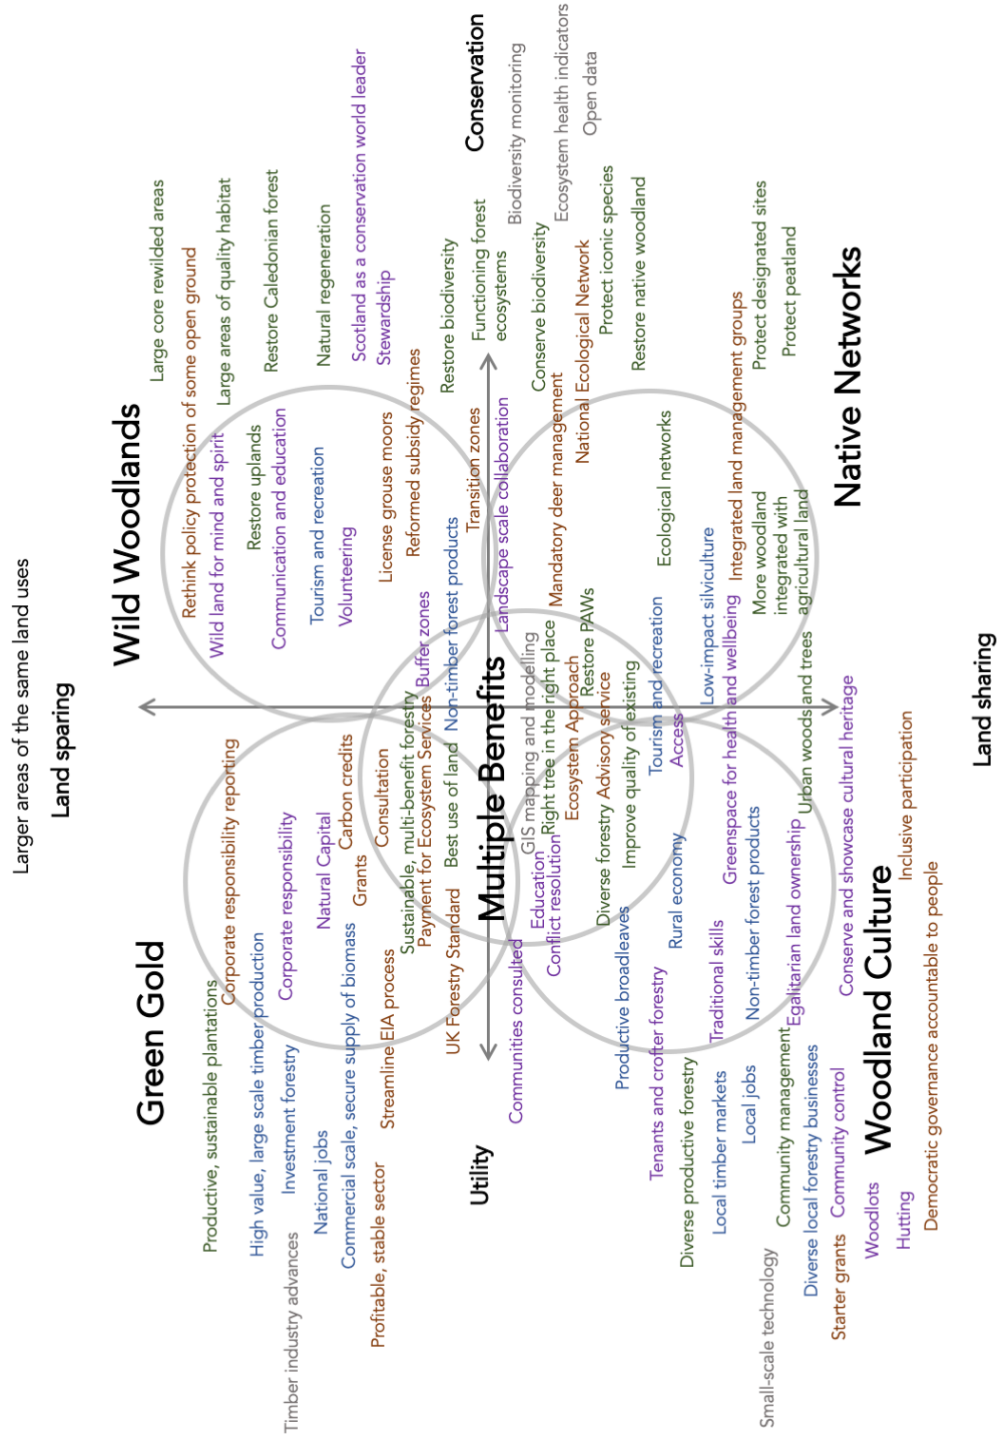 Larger areas of the same land uses
Land sparing
Green Gold
Wild Woodlands
Large core rewilded areas
Rethink policy protection of some open ground
Productive, sustainable plantations
Corporate responsibility reporting
Wild land for mind and spirit
Large areas of quality habitat
High value, large scale timber production
Restore uplands
Restore Caledonian forest
Timber industry advances
Investment forestry
Corporate responsibility
Communication and education
National jobs
Natural Capital
Tourism and recreation
Natural regeneration
Commercial scale, secure supply of biomass
Carbon credits
Volunteering
Scotland as a conservation world leader
Grants
Profitable, stable sector
Streamline EIA process
Consultation
License grouse moors
Stewardship
Sustainable, multi-benefit forestry
Reformed subsidy regimes
Payment for Ecosystem Services
Buffer zones
UK Forestry Standard
Best use of land
Non-timber forest products
Restore biodiversity
Transition zones
Utility
Conservation
Multiple Benefits
Functioning forest
ecosystems
Landscape scale collaboration
Communities consulted
Biodiversity monitoring
GIS mapping and modelling
Education
Conserve biodiversity
Conflict resolution
Right tree in the right place
Mandatory deer management
Ecosystem health indicators
Ecosystem Approach
National Ecological Network
Restore PAWs
Open data
Diverse forestry Advisory service
Protect iconic species
Productive broadleaves
Improve quality of existing
Restore native woodland
Tenants and crofter forestry
Tourism and recreation
Ecological networks
Rural economy
Access
Diverse productive forestry
Low-impact silviculture
Local timber markets
Traditional skills
Greenspace for health and wellbeing
Integrated land management groups
Local jobs
Non-timber forest products
More woodland
integrated with
agricultural land
Protect designated sites
Small-scale technology
Community management
Egalitarian land ownership
Protect peatland
Diverse local forestry businesses
Urban woods and trees
Starter grants
Community control
Conserve and showcase cultural heritage
Native Networks
Woodland Culture
Woodlots
Hutting
Inclusive participation
Democratic governance accountable to people
Land sharing